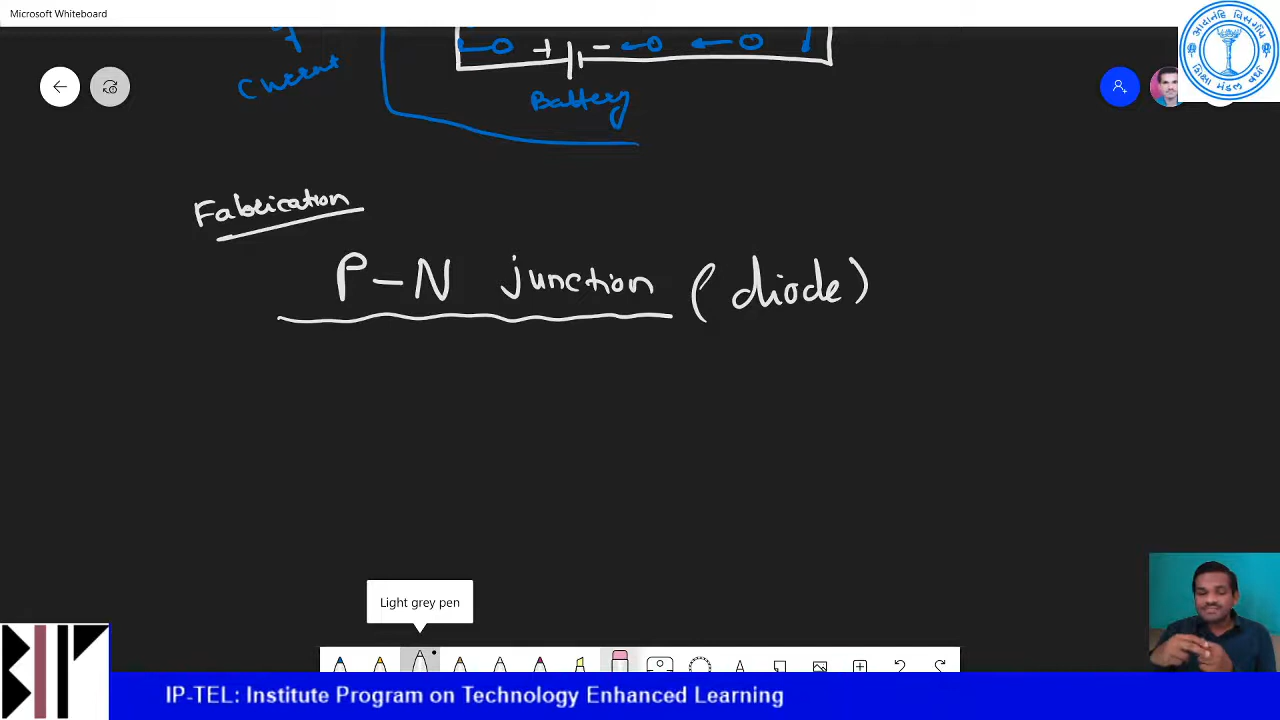 Microsoft Whiteboard
+ -
Current
Battery
Fabrication
P-N junction (diode)
Light grey pen
IP-TEL: Institute Program on Technology Enhanced Learning